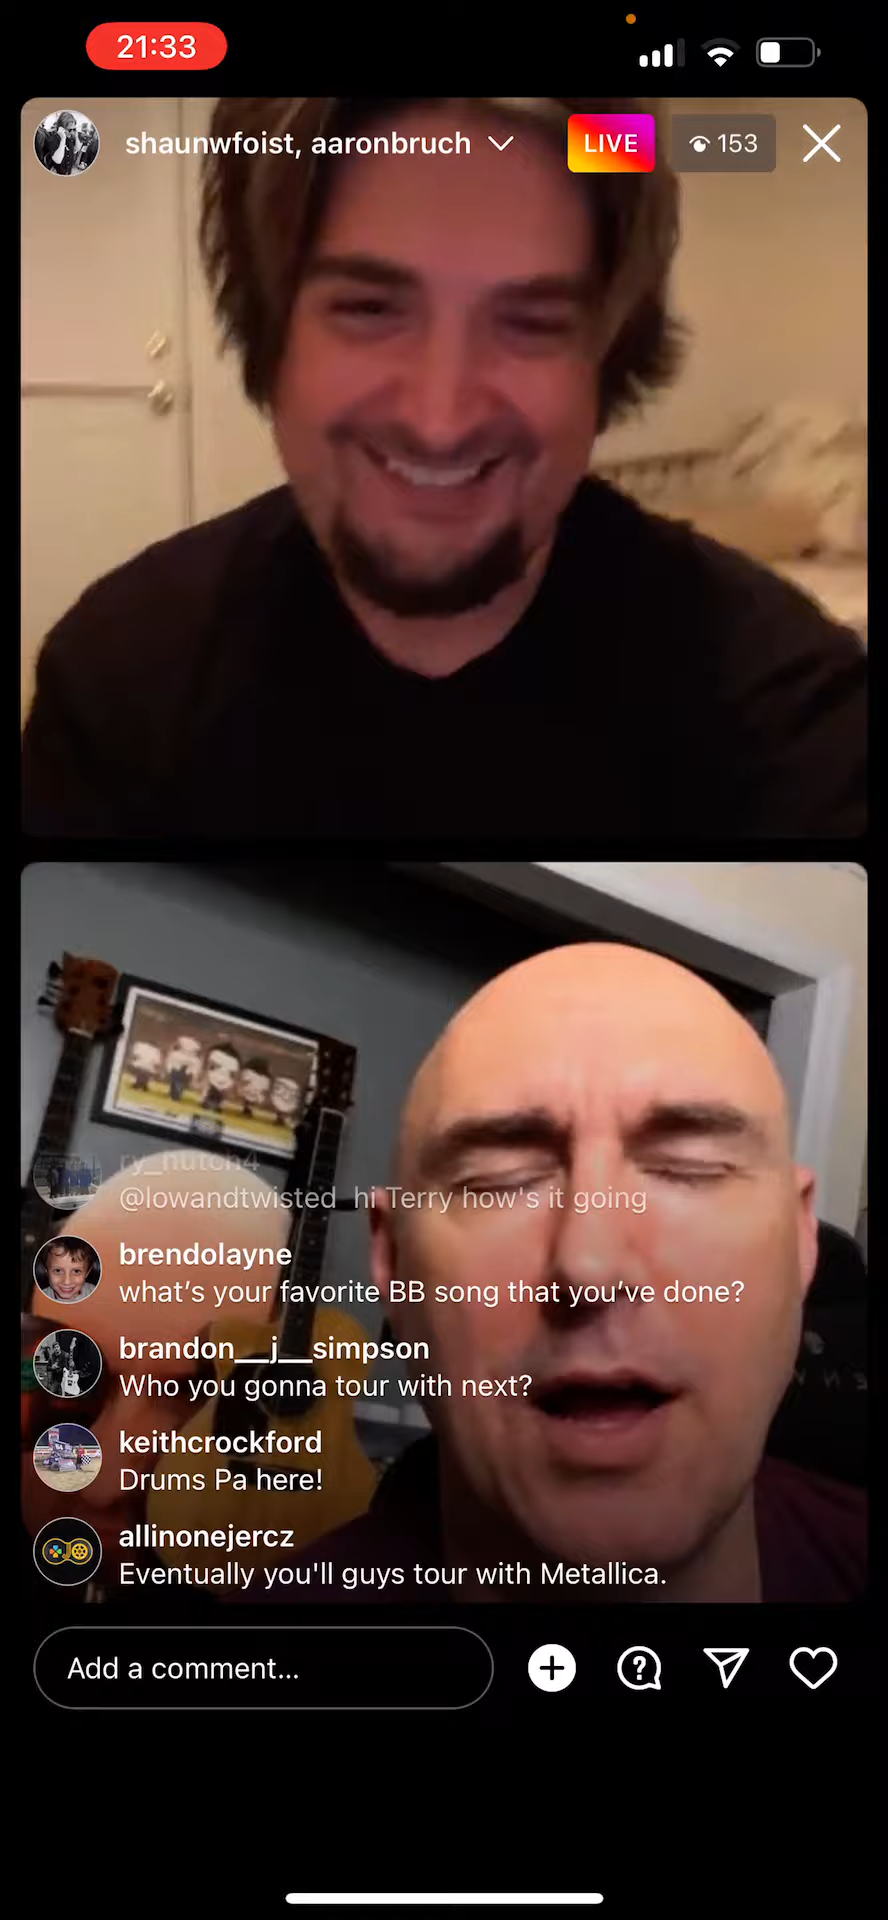 21:33
shaunwfoist, aaronbruch
LIVE
153
ry_hutch4
@lowandtwisted hi Terry how's it going
brendolayne
what's your favorite BB song that you've done?
brandon__j__simpson
Who you gonna tour with next?
keithcrockford
Drums Pa here!
allinonejercz
Eventually you'll guys tour with Metallica.
Add a comment...